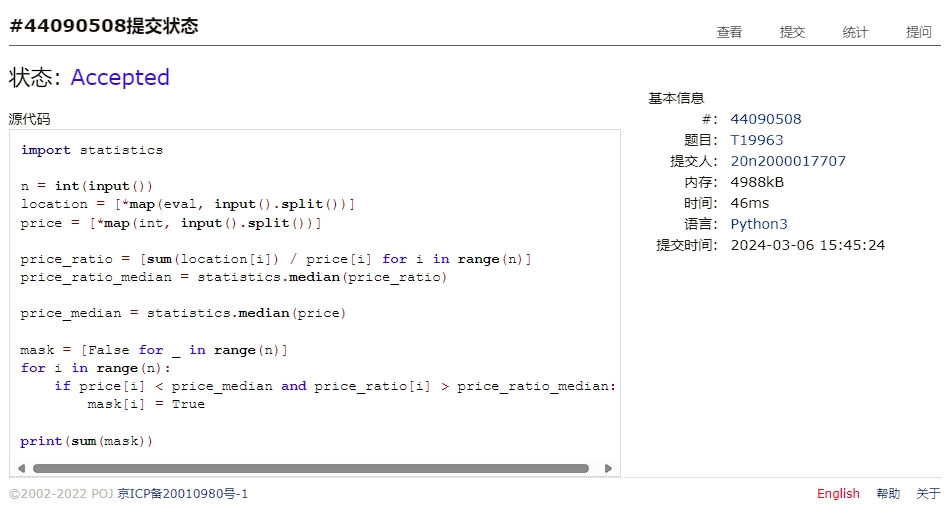 #44090508提交状态
查看 提交 统计 提问
状态: Accepted
源代码
import statistics
n = int(input())
location = [*map(eval, input().split())]
price = [*map(int, input().split())]
price_ratio = [sum(location[i]) / price[i] for i in range(n)]
price_ratio_median = statistics.median(price_ratio)
price_median = statistics.median(price)
mask = [False for _ in range(n)]
for i in range(n):
    if price[i] < price_median and price_ratio[i] > price_ratio_median:
        mask[i] = True
print(sum(mask))
基本信息
#: 44090508
题目: T19963
提交人: 20n2000017707
内存: 4988kB
时间: 46ms
语言: Python3
提交时间: 2024-03-06 15:45:24
©2002-2022 POJ 京ICP备20010980号-1
English 帮助 关于